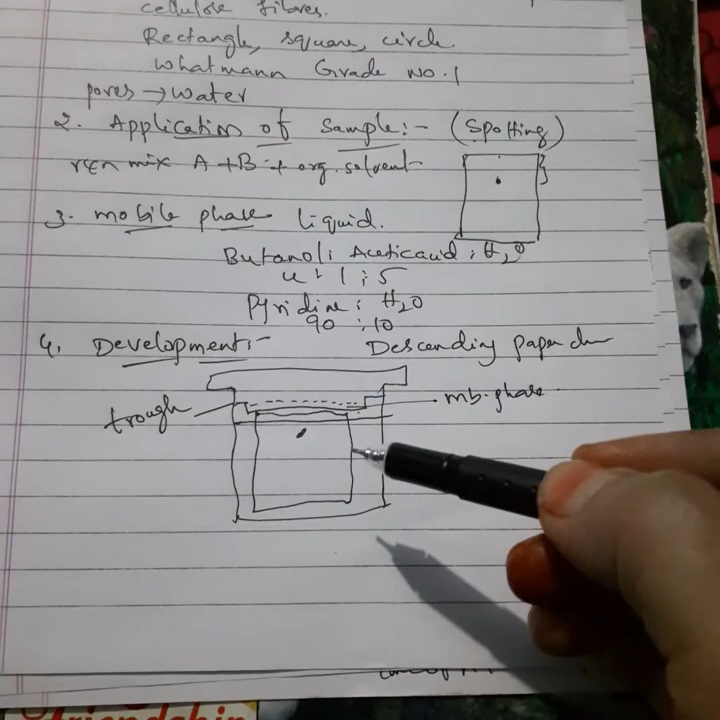 cellulose fibres.
Rectangle, square, circle.
Whatmann Grade no. 1
pores → water
2. Application of Sample:- (Spotting)
rxn mix A + B + org. solvent
3. mobile phase liquid.
Butanol: Aceticacid : H2O
4 : 1 : 5
Pyridine : H2O
90 : 10
4. Development:- Descending paper
trough
mb. phase